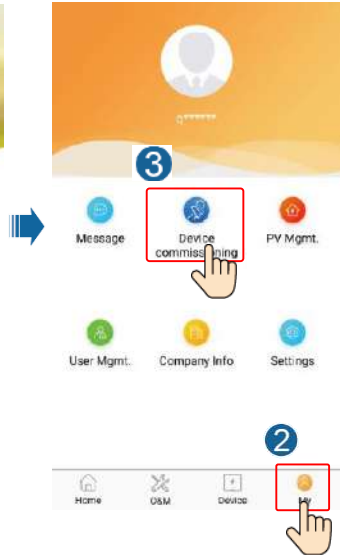 q******
3
Message
Device
commissioning
PV Mgmt.
User Mgmt.
Company Info
Settings
2
Home
O&M
Device
My